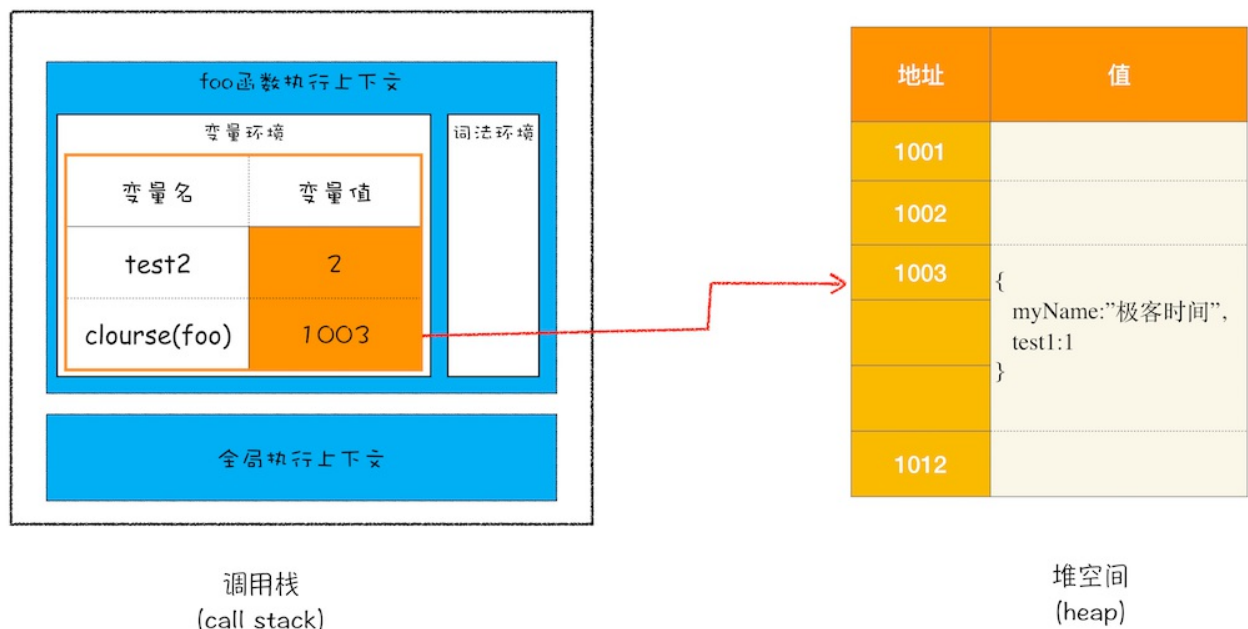 foo函数执行上下文
变量环境
词法环境
变量名 变量值
test2 2
clourse(foo) 1003
全局执行上下文
调用栈
(call stack)
地址 值
1001
1002
1003
{
myName:”极客时间”,
test1:1
}
1012
堆空间
(heap)